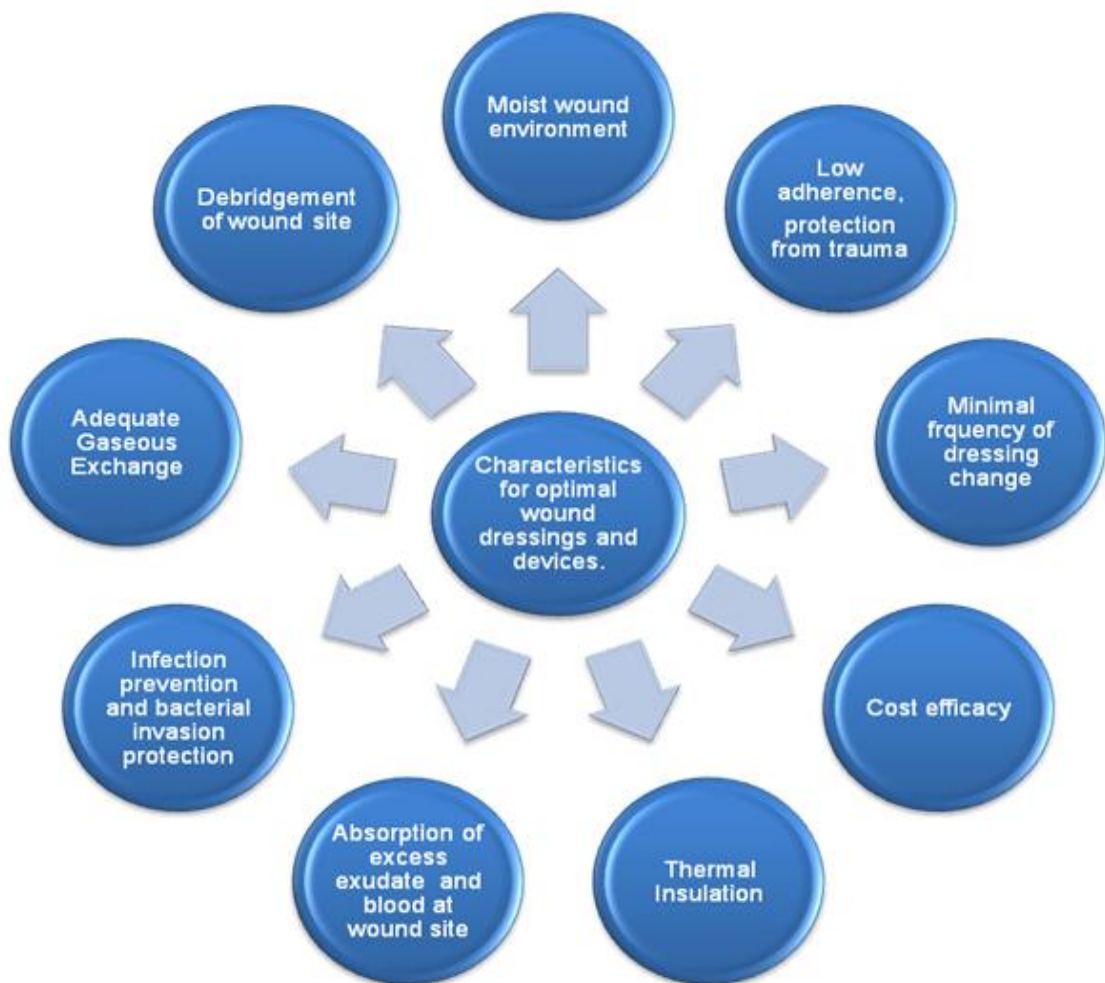 Moist wound
environment
Low
adherence,
protection
from trauma
Minimal
frquency of
dressing
change
Cost efficacy
Thermal
Insulation
Absorption of
excess
exudate and
blood at
wound site
Infection
prevention
and bacterial
invasion
protection
Adequate
Gaseous
Exchange
Debridgement
of wound site
Characteristics
for optimal
wound
dressings and
devices.